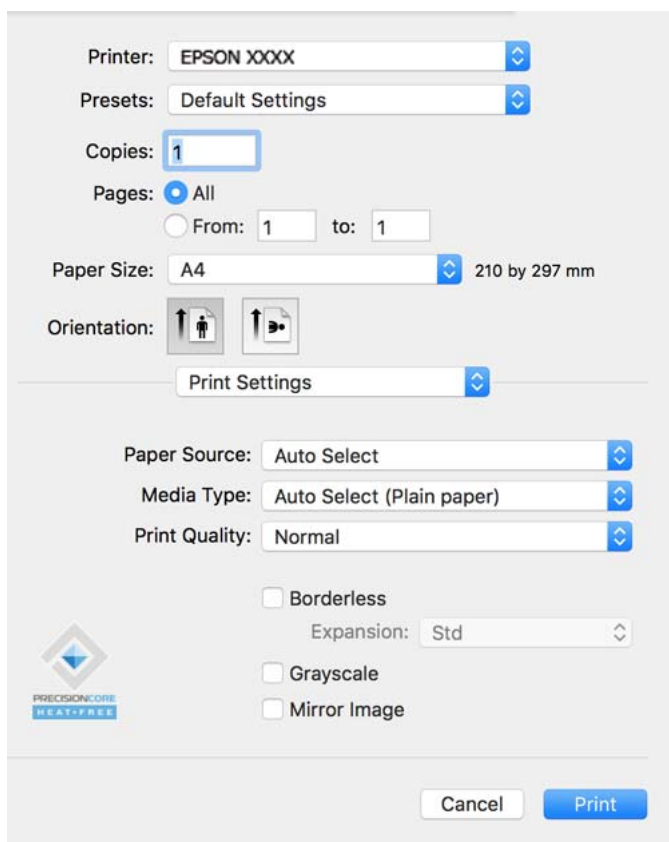 Printer: EPSON XXXX
Presets: Default Settings
Copies: 1
Pages: All
From: 1 to: 1
Paper Size: A4 210 by 297 mm
Orientation:
Print Settings
Paper Source: Auto Select
Media Type: Auto Select (Plain paper)
Print Quality: Normal
Borderless
Expansion: Std
Grayscale
PRECISIONCORE
HEAT•FREE
Mirror Image
Cancel Print